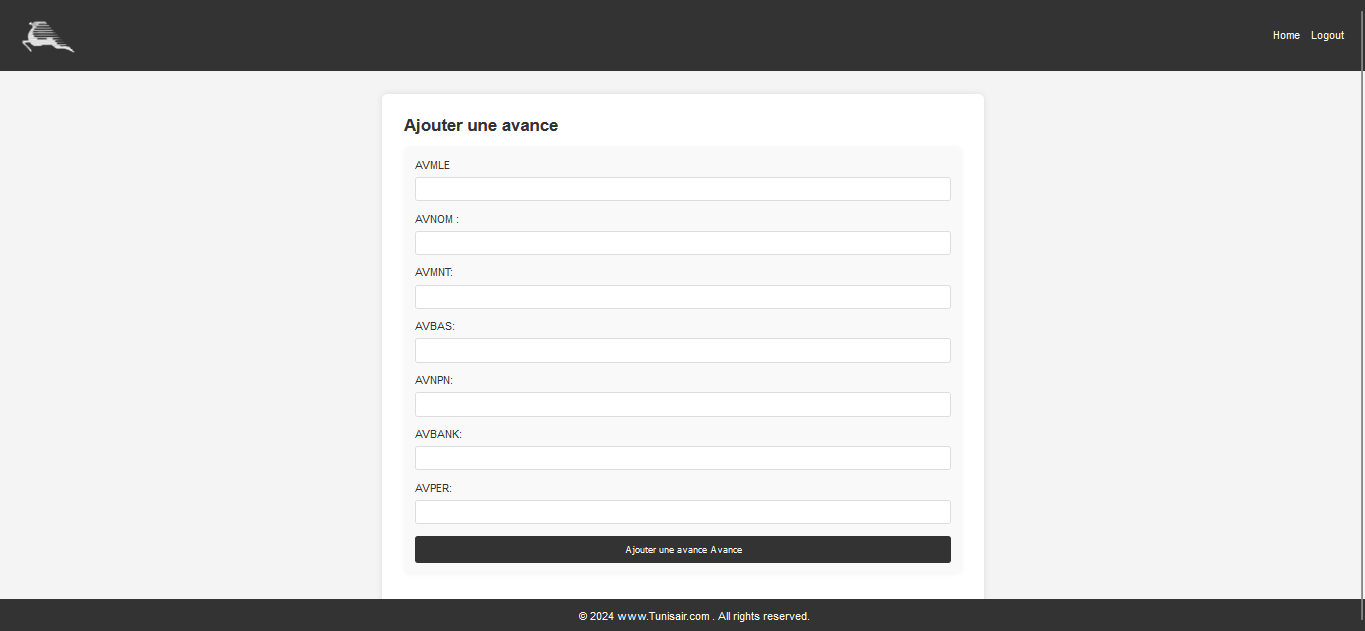 Home Logout
Ajouter une avance
AVMLE
AVNOM :
AVMNT:
AVBAS:
AVNPN:
AVBANK:
AVPER:
Ajouter une avance Avance
© 2024 www.Tunisair.com . All rights reserved.